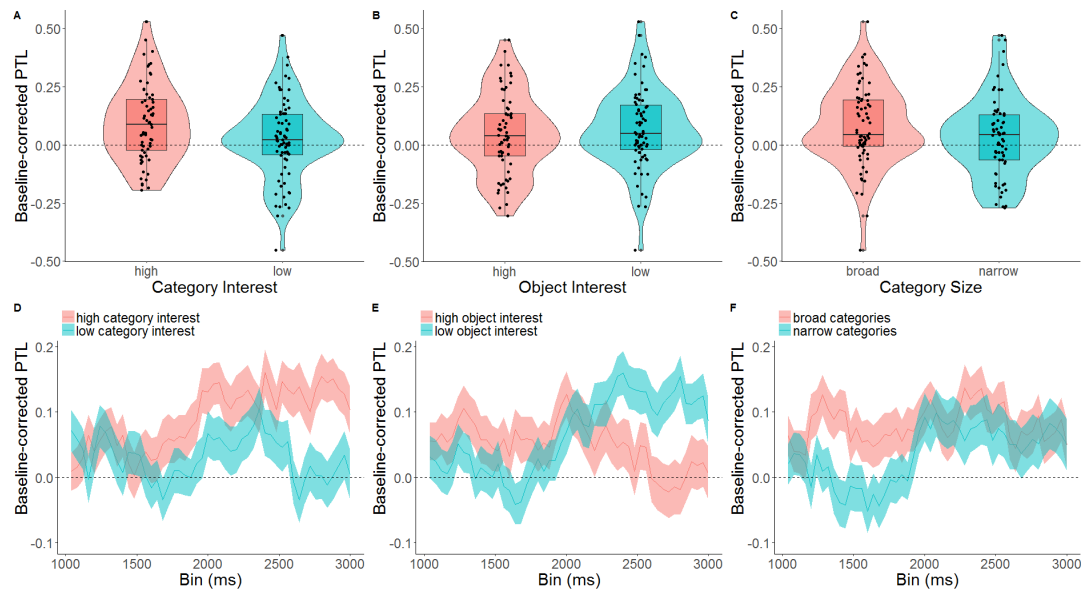 A
Baseline-corrected PTL
0.50
0.25
0.00
-0.25
-0.50
high
low
Category Interest
B
Baseline-corrected PTL
0.50
0.25
0.00
-0.25
-0.50
high
low
Object Interest
C
Baseline-corrected PTL
0.50
0.25
0.00
-0.25
-0.50
broad
narrow
Category Size
D
high category interest
low category interest
Baseline-corrected PTL
0.2
0.1
0.0
-0.1
1000 1500 2000 2500 3000
Bin (ms)
E
high object interest
low object interest
Baseline-corrected PTL
0.2
0.1
0.0
-0.1
1000 1500 2000 2500 3000
Bin (ms)
F
broad categories
narrow categories
Baseline-corrected PTL
0.2
0.1
0.0
-0.1
1000 1500 2000 2500 3000
Bin (ms)